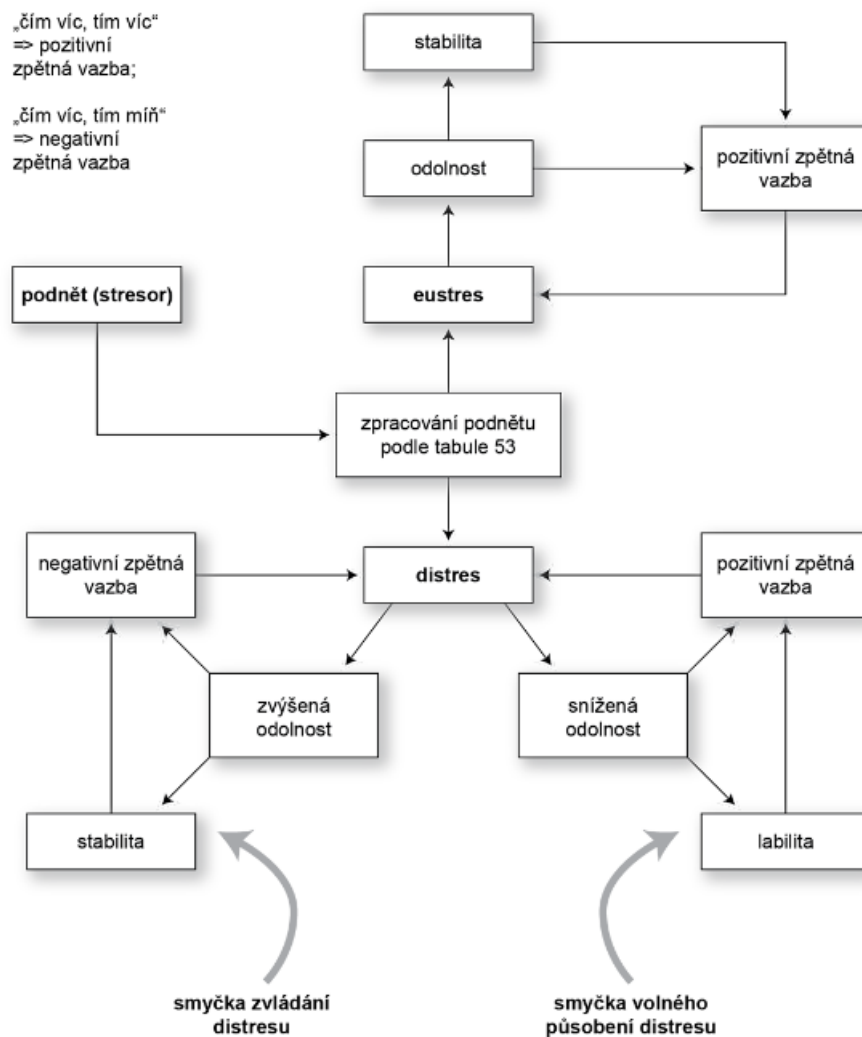 „čím víc, tím víc“
=> pozitivní
zpětná vazba;
„čím víc, tím míň“
=> negativní
zpětná vazba
stabilita
odolnost
pozitivní zpětná
vazba
podnět (stresor)
eustres
zpracování podnětu
podle tabule 53
negativní zpětná
vazba
distres
pozitivní zpětná
vazba
zvýšená
odolnost
snížená
odolnost
stabilita
labilita
smyčka zvládání
distresu
smyčka volného
působení distresu